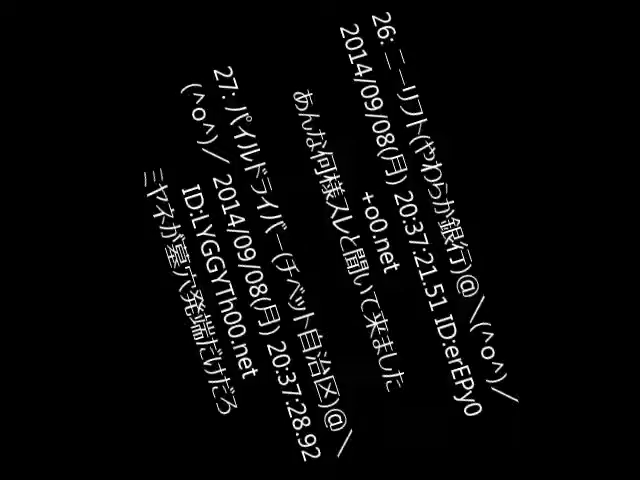 26: ニーリフト(やわらか銀行)@＼(^o^)／
2014/09/08(月) 20:37:21.51 ID:erEPy0
+o0.net
あんな何様スレと聞いて来ました
27: パイルドライバー(チベット自治区)@＼
(^o^)／ 2014/09/08(月) 20:37:28.92
ID:LYGGYTh00.net
ミヤネが墓穴発端だけだろ